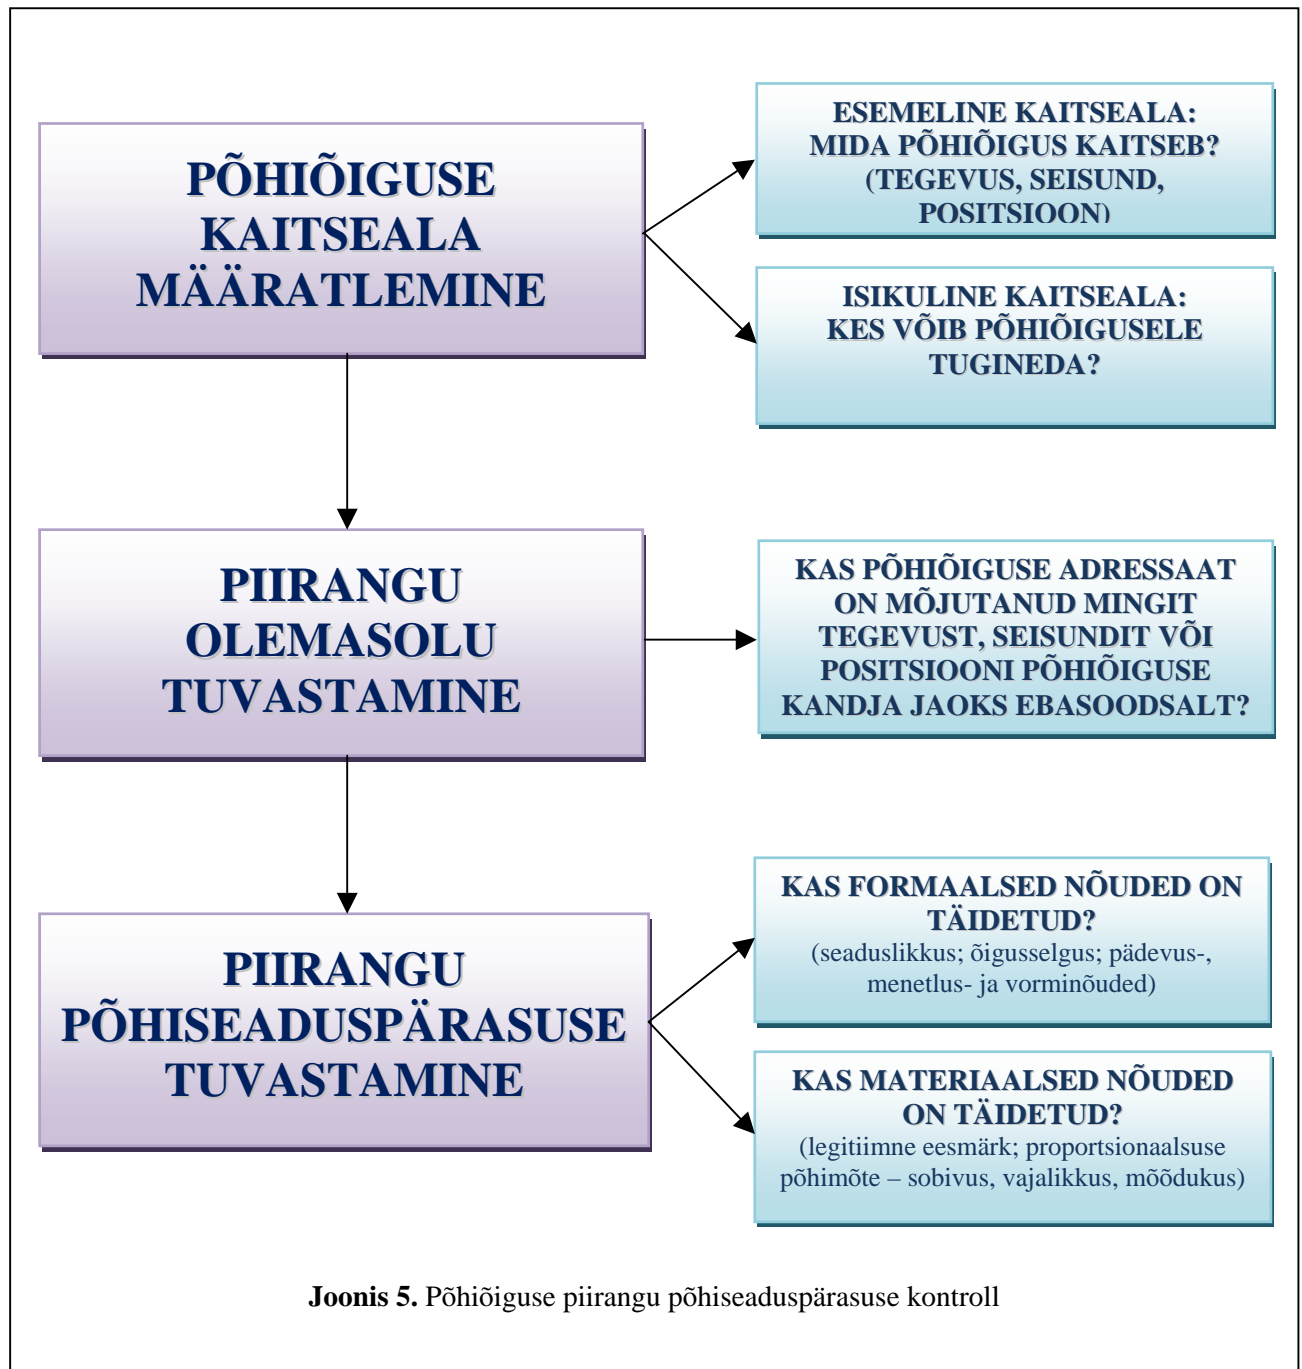 PÕHIÕIGUSE
KAITSEALA
MÄÄRATLEMINE
ESEMELINE KAITSEALA:
MIDA PÕHIÕIGUS KAITSEB?
(TEGEVUS, SEISUND,
POSITSIOON)
ISIKULINE KAITSEALA:
KES VÕIB PÕHIÕIGUSELE
TUGINEDA?
PIIRANGU
OLEMASOLU
TUVASTAMINE
KAS PÕHIÕIGUSE ADRESSAAT
ON MÕJUTANUD MINGIT
TEGEVUST, SEISUNDIT VÕI
POSITSIOONI PÕHIÕIGUSE
KANDJA JAOKS EBASOODSALT?
PIIRANGU
PÕHISEADUSPÄRASUSE
TUVASTAMINE
KAS FORMAALSED NÕUDED ON
TÄIDETUD?
(seaduslikkus; õigusselgus; pädevus-,
menetlus- ja vorminõuded)
KAS MATERIAALSED NÕUDED
ON TÄIDETUD?
(legitiimne eesmärk; proportsionaalsuse
põhimõte – sobivus, vajalikkus, mõõdukus)
Joonis 5. Põhiõiguse piirangu põhiseaduspärasuse kontroll